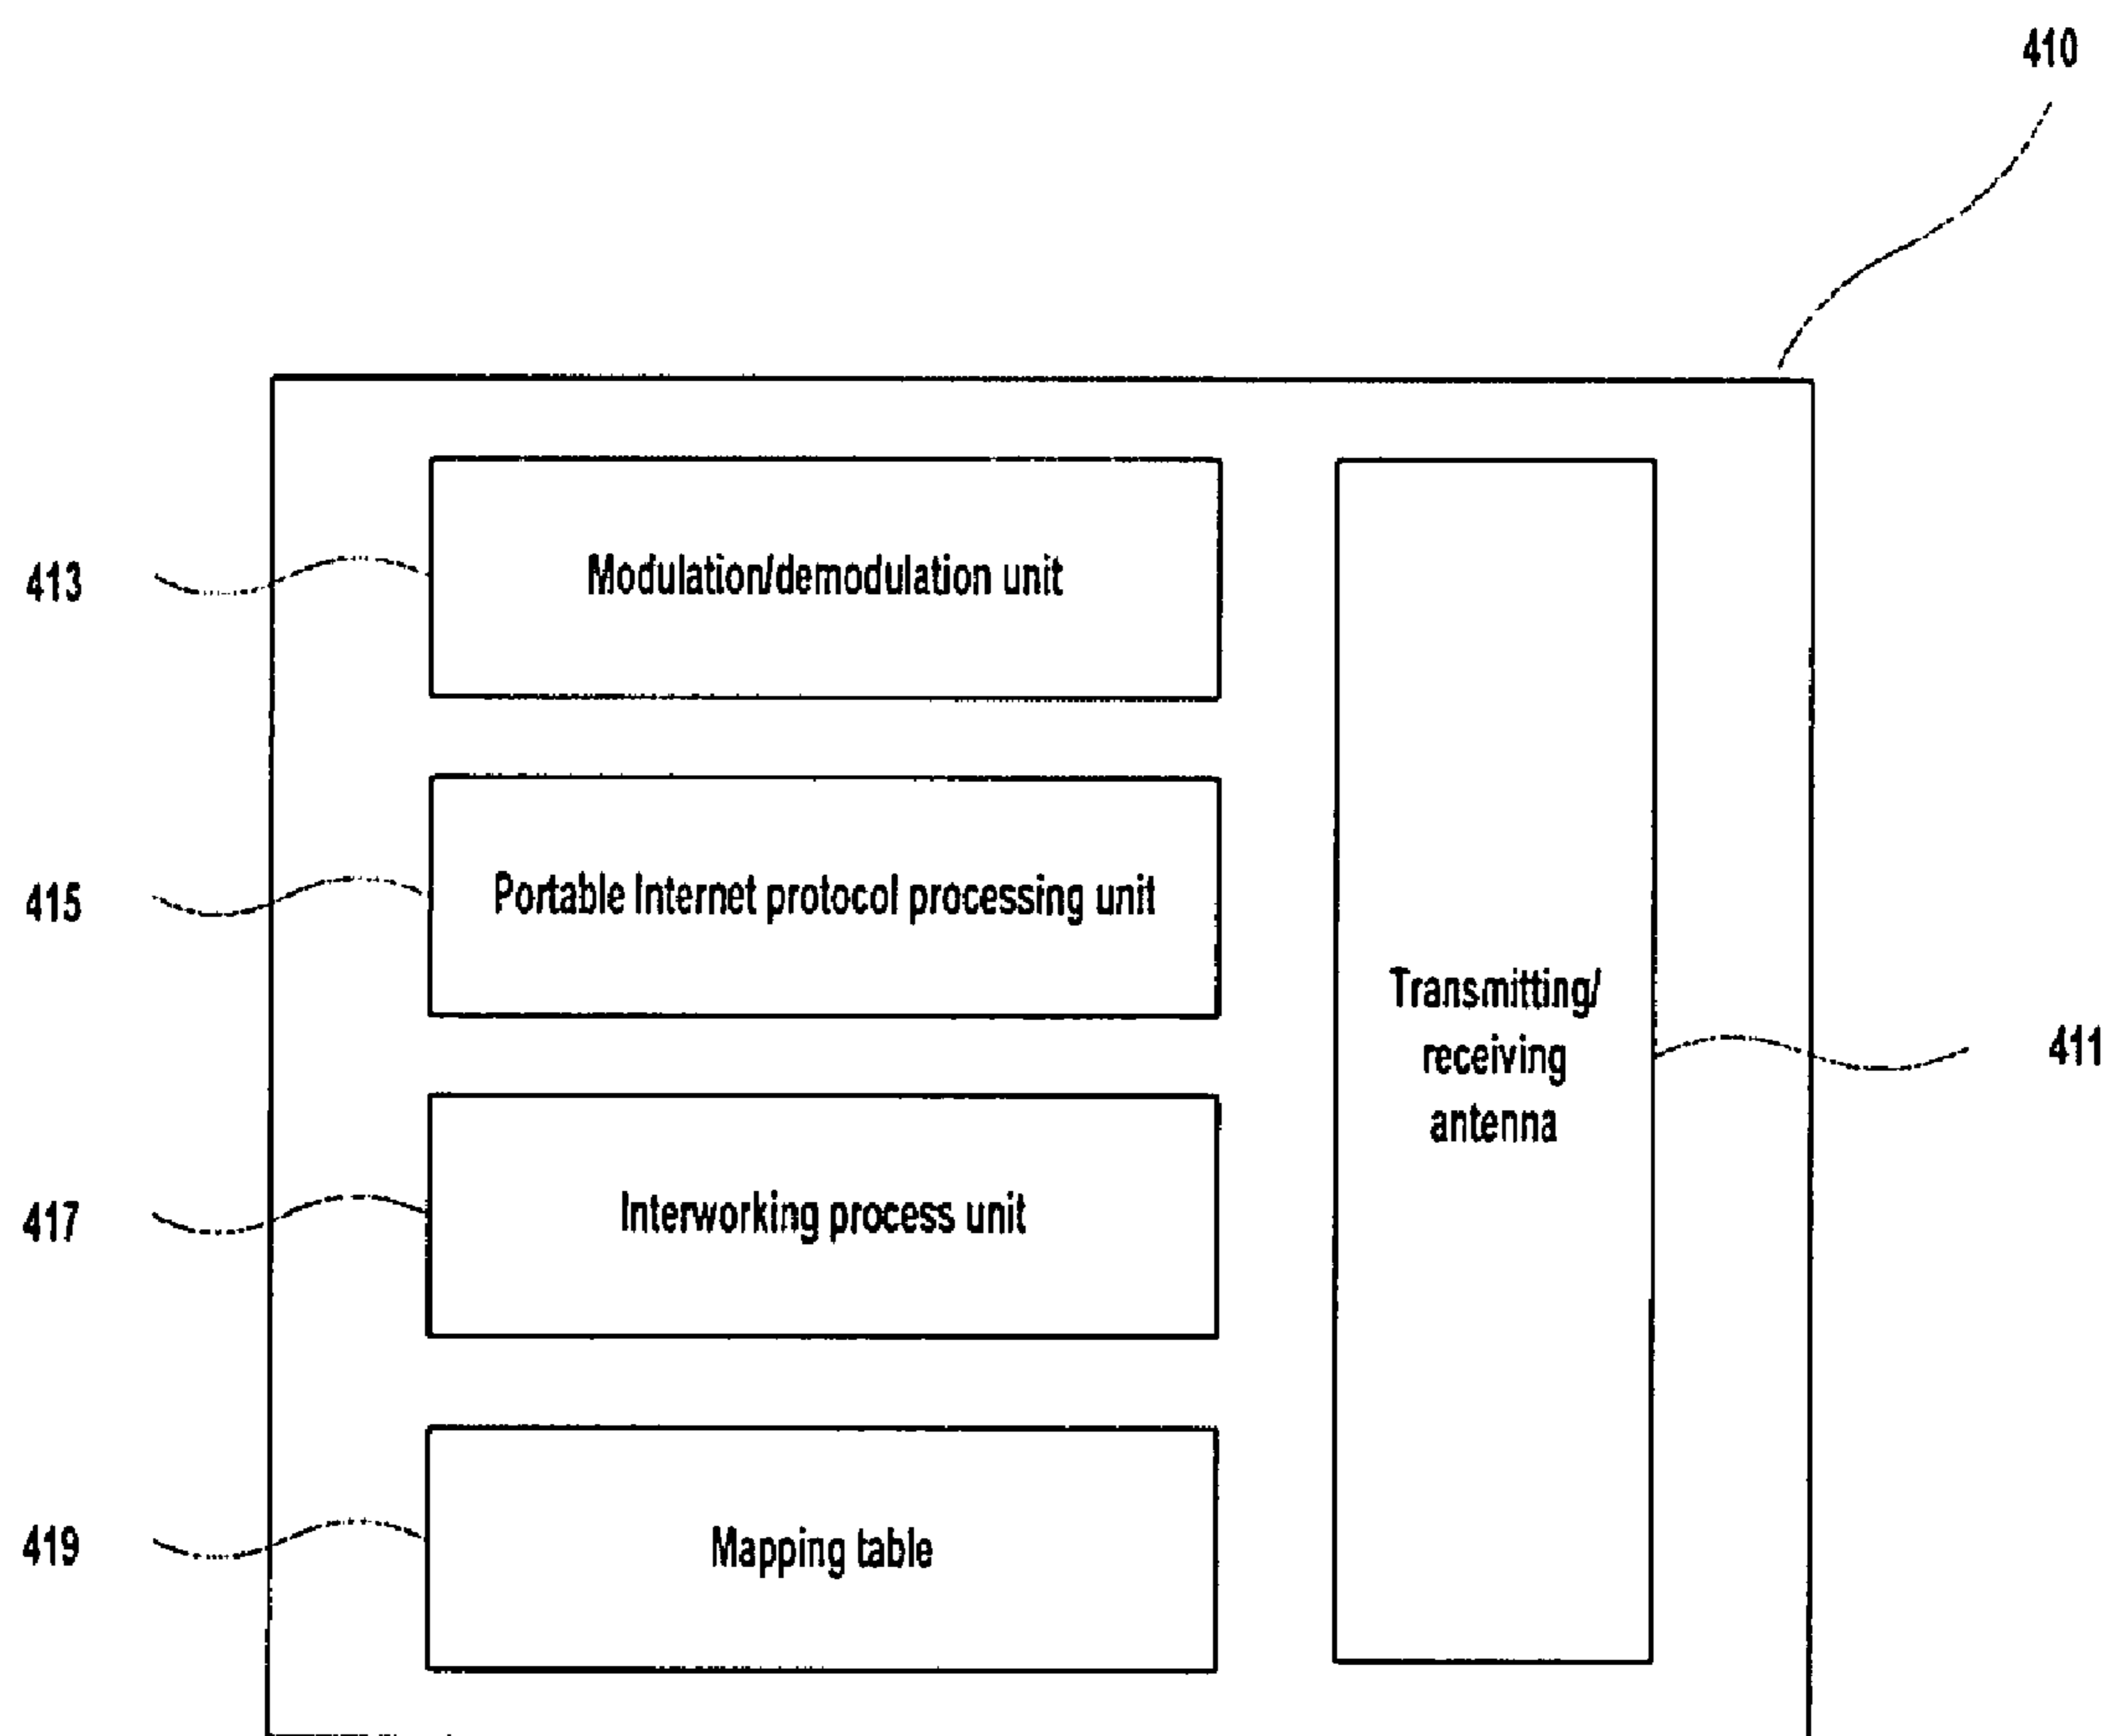 410
413
Modulation/demodulation unit
415
Portable Internet protocol processing unit
Transmitting/
receiving
antenna
411
417
Interworking process unit
419
Mapping table